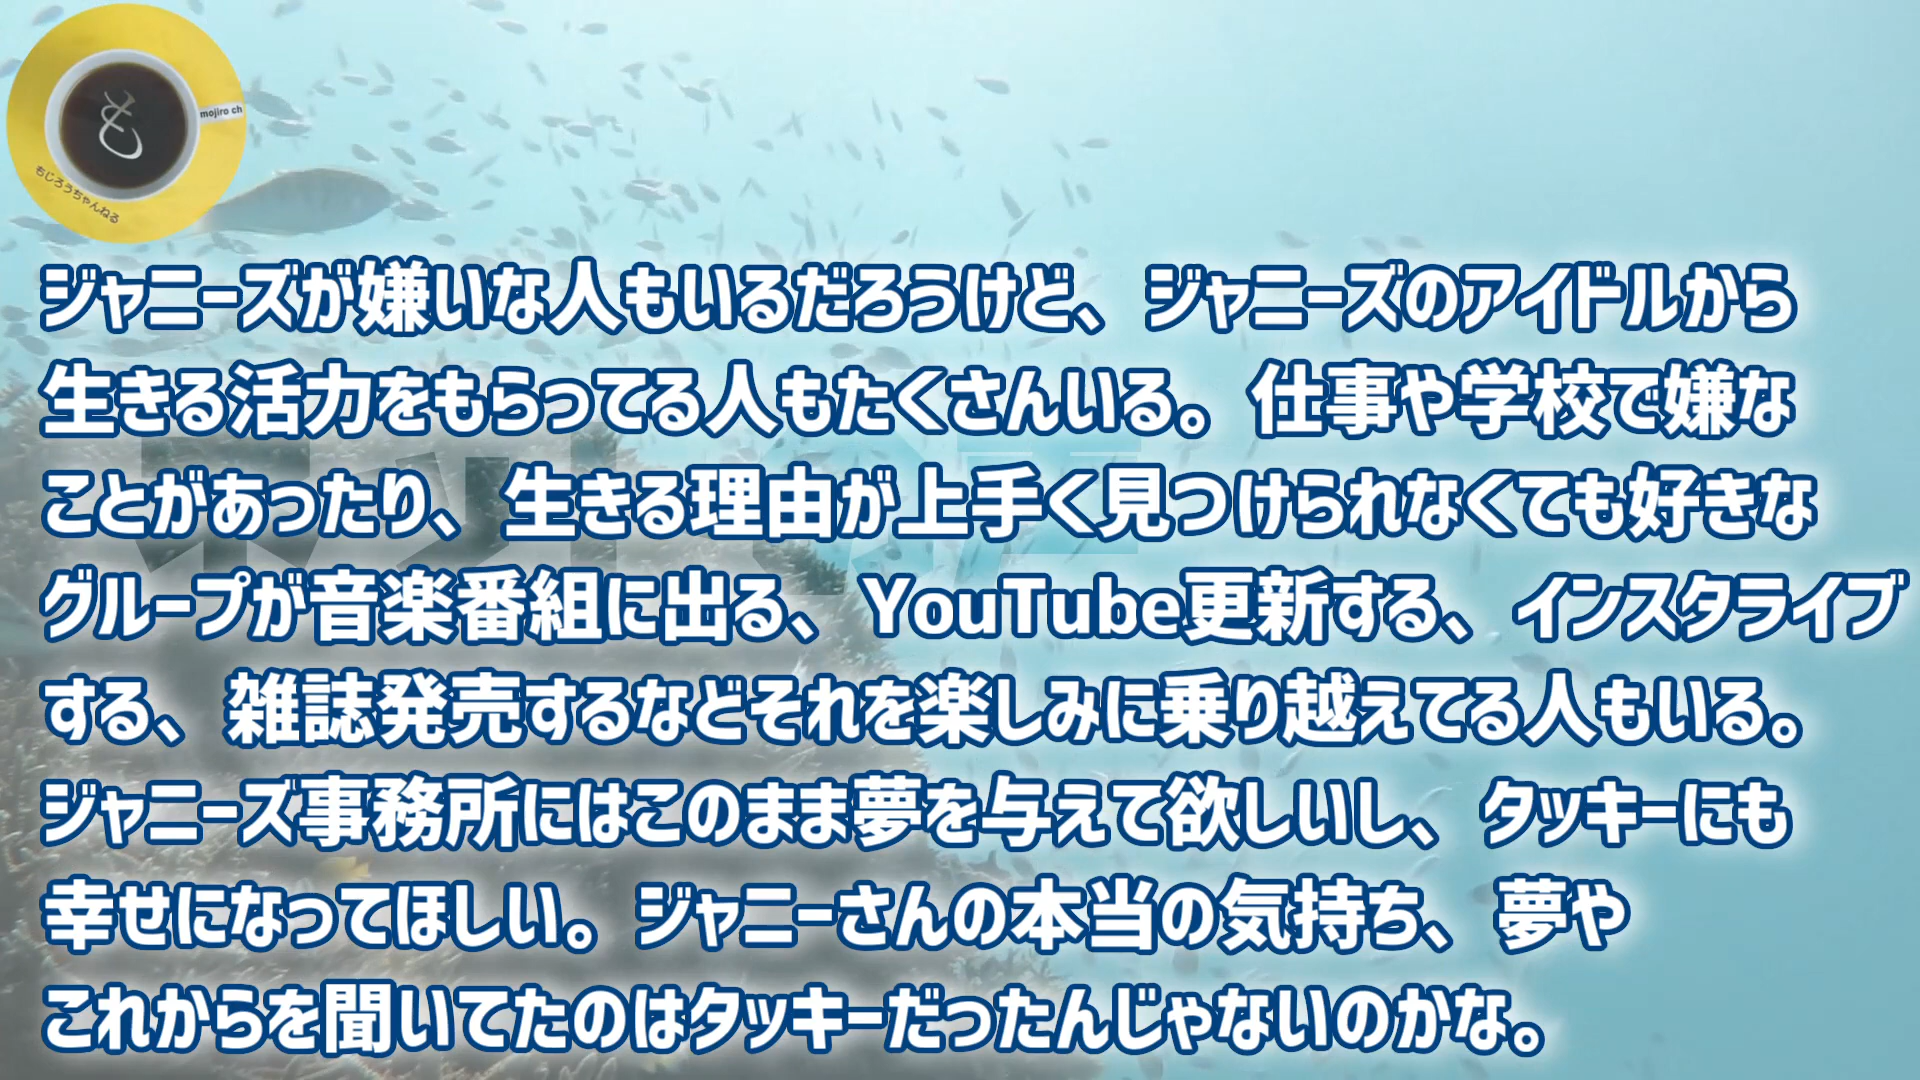 も
mojiro ch
もじろうちゃんねる
ジャニーズが嫌いな人もいるだろうけど、ジャニーズのアイドルから
生きる活力をもらってる人もたくさんいる。仕事や学校で嫌な
ことがあったり、生きる理由が上手く見つけられなくても好きな
グループが音楽番組に出る、YouTube更新する、インスタライブ
する、雑誌発売するなどそれを楽しみに乗り越えてる人もいる。
ジャニーズ事務所にはこのまま夢を与えて欲しいし、タッキーにも
幸せになってほしい。ジャニーさんの本当の気持ち、夢や
これからを聞いてたのはタッキーだったんじゃないのかな。